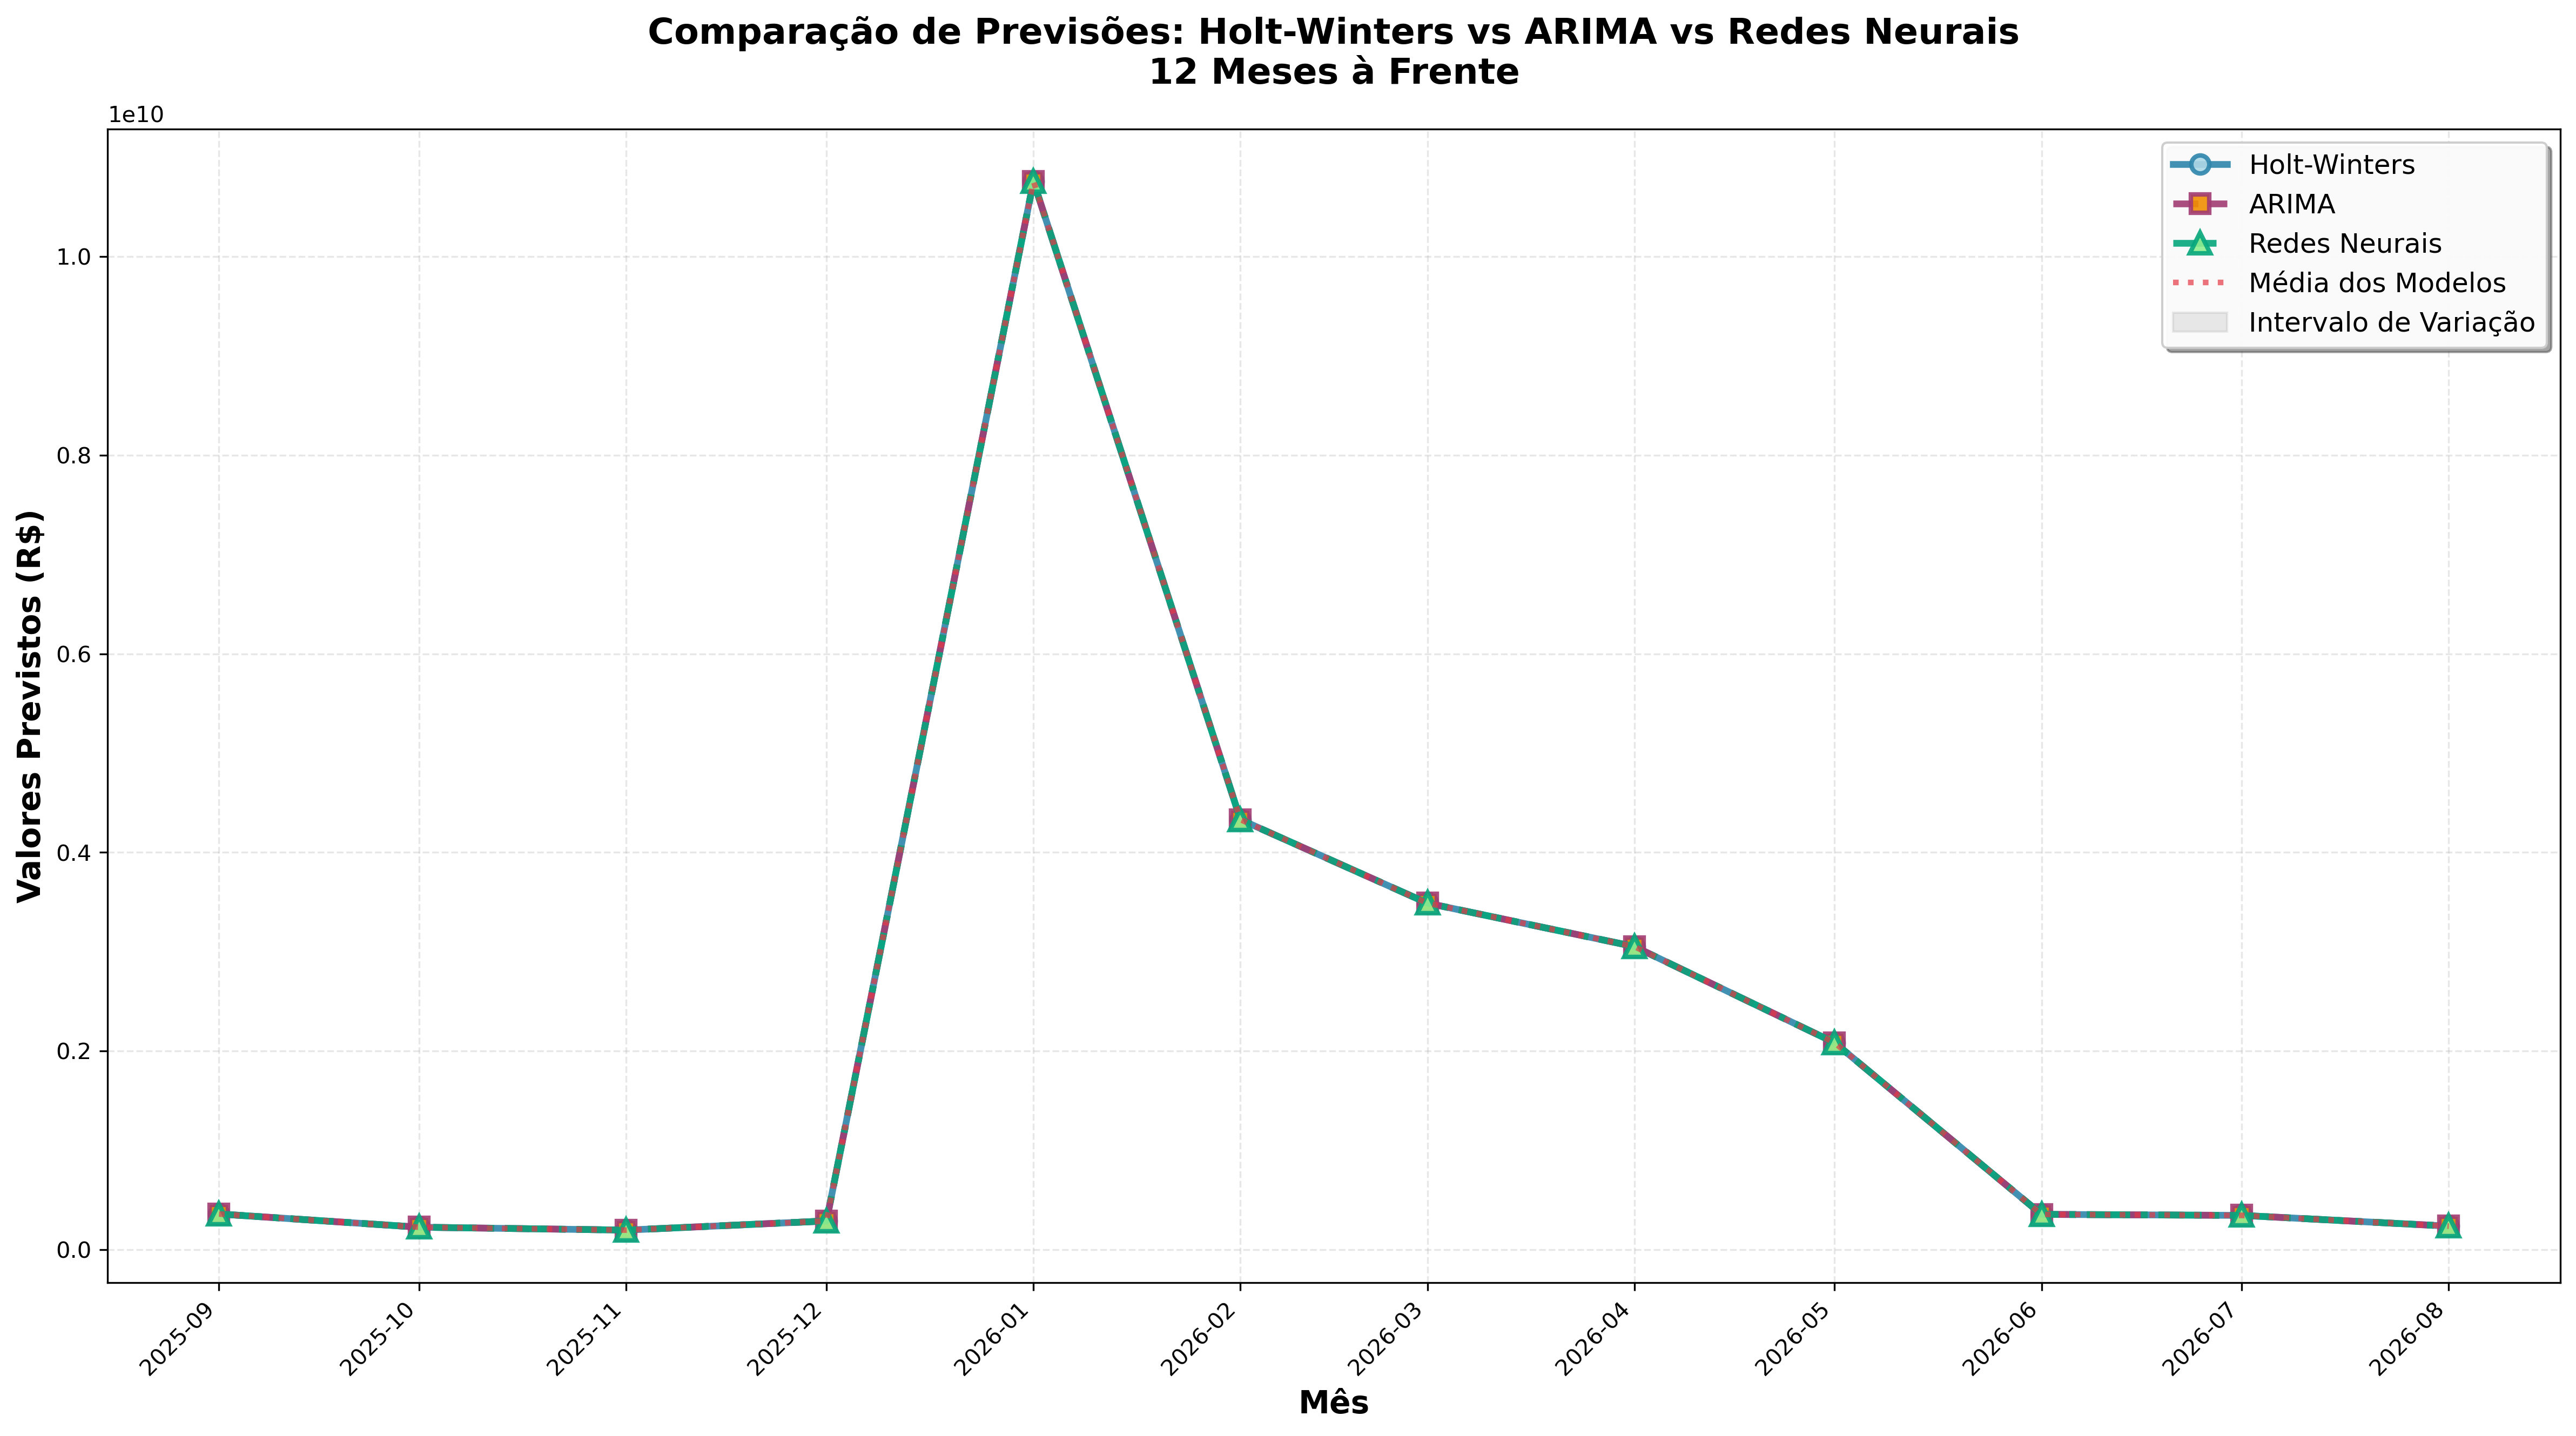 Comparação de Previsões: Holt-Winters vs ARIMA vs Redes Neurais
12 Meses à Frente
1e10
Holt-Winters
ARIMA
Redes Neurais
Média dos Modelos
Intervalo de Variação
Valores Previstos (R$)
1.0
0.8
0.6
0.4
0.2
0.0
2025-09
2025-10
2025-11
2025-12
2026-01
2026-02
2026-03
2026-04
2026-05
2026-06
2026-07
2026-08
Mês